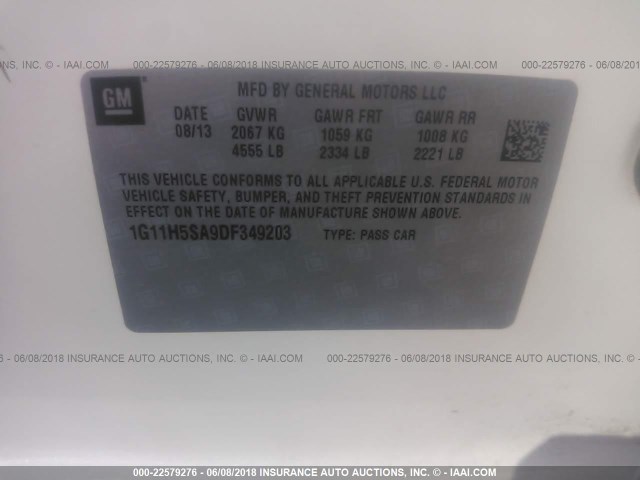 NS, INC. - IAAI.COM
000-22579276 - 06/08/2018 INSURANCE AUTO AUCTIONS, INC. - IAAI.COM
000-22579276 - 06/
GM
MFD BY GENERAL MOTORS LLC
DATE GVWR GAWR FRT GAWR RR
08/13 2067 KG 1059 KG 1008 KG
4555 LB 2334 LB 2221 LB
THIS VEHICLE CONFORMS TO ALL APPLICABLE U.S. FEDERAL MOTOR
VEHICLE SAFETY, BUMPER, AND THEFT PREVENTION STANDARDS IN
EFFECT ON THE DATE OF MANUFACTURE SHOWN ABOVE.
1G11H5SA9DF349203 TYPE: PASS CAR
79276 - 06/08/2018 INSURANCE AUTO AUCTIONS, INC. - IAAI.COM
000-22579276 - 06/08/2018 INSURANCE AUTO AUCTIONS, INC.
000-22579276 - 06/08/2018 INSURANCE AUTO AUCTIONS, INC. - IAAI.COM